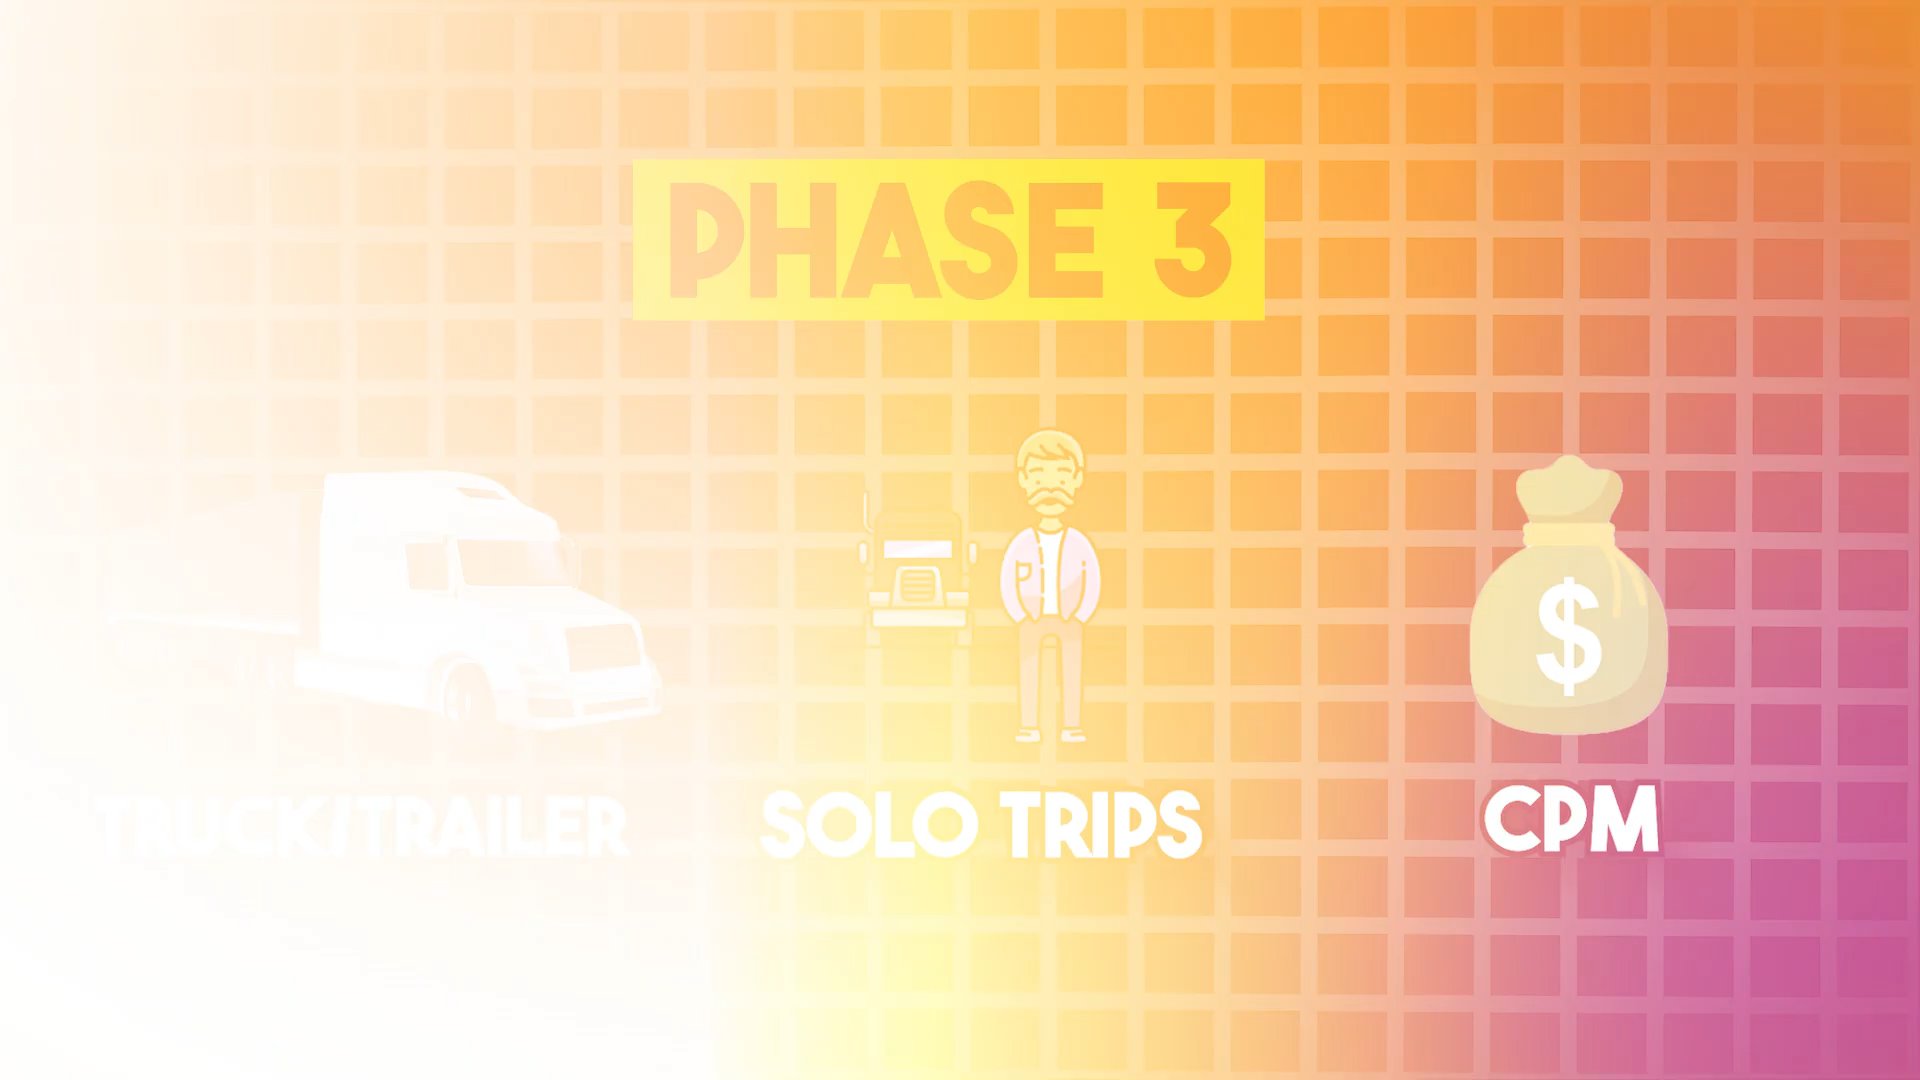 PHASE 3
TRUCK/TRAILER
SOLO TRIPS
$
CPM